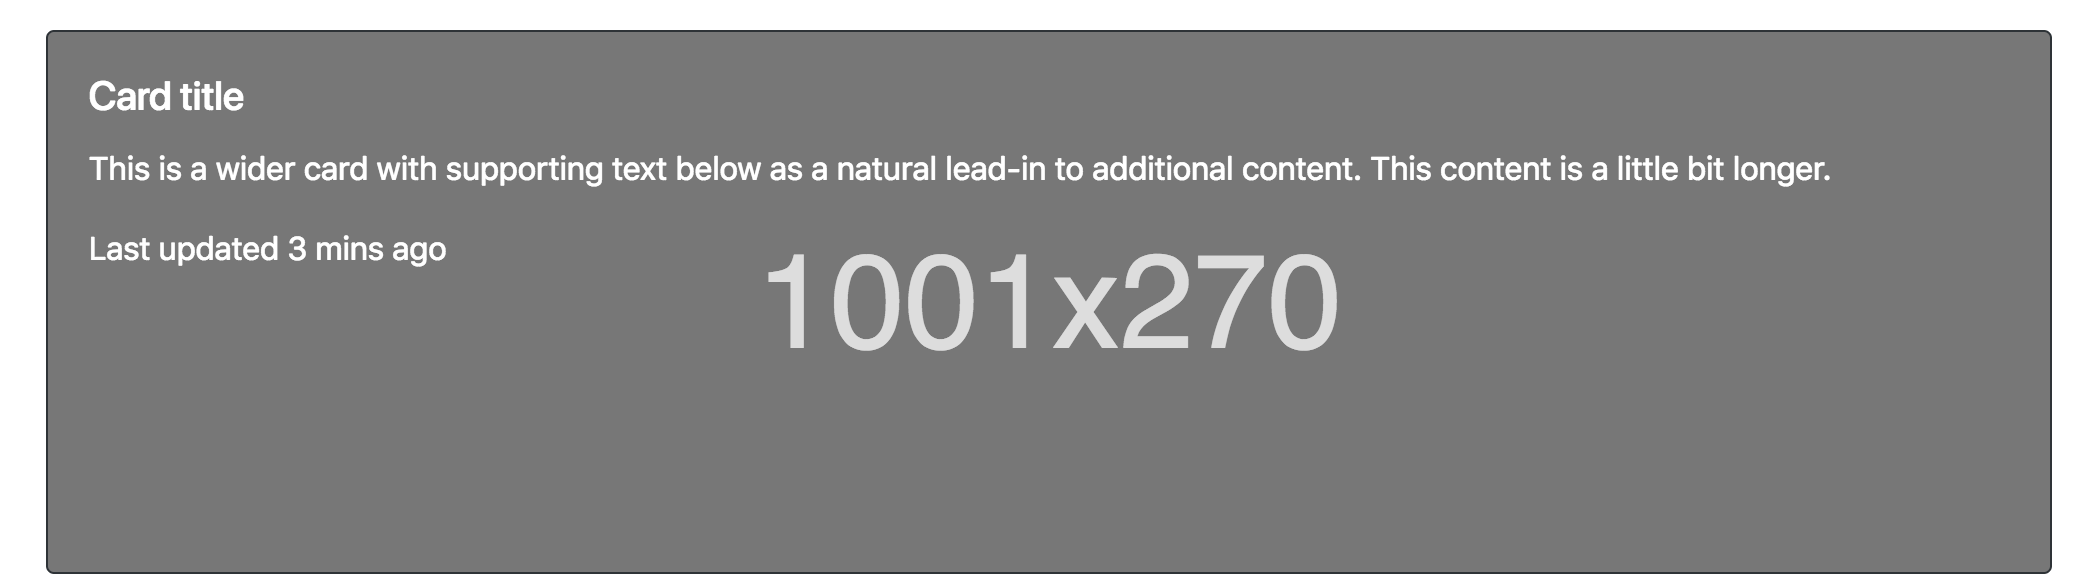 Card title
This is a wider card with supporting text below as a natural lead-in to additional content. This content is a little bit longer.
Last updated 3 mins ago
1001x270